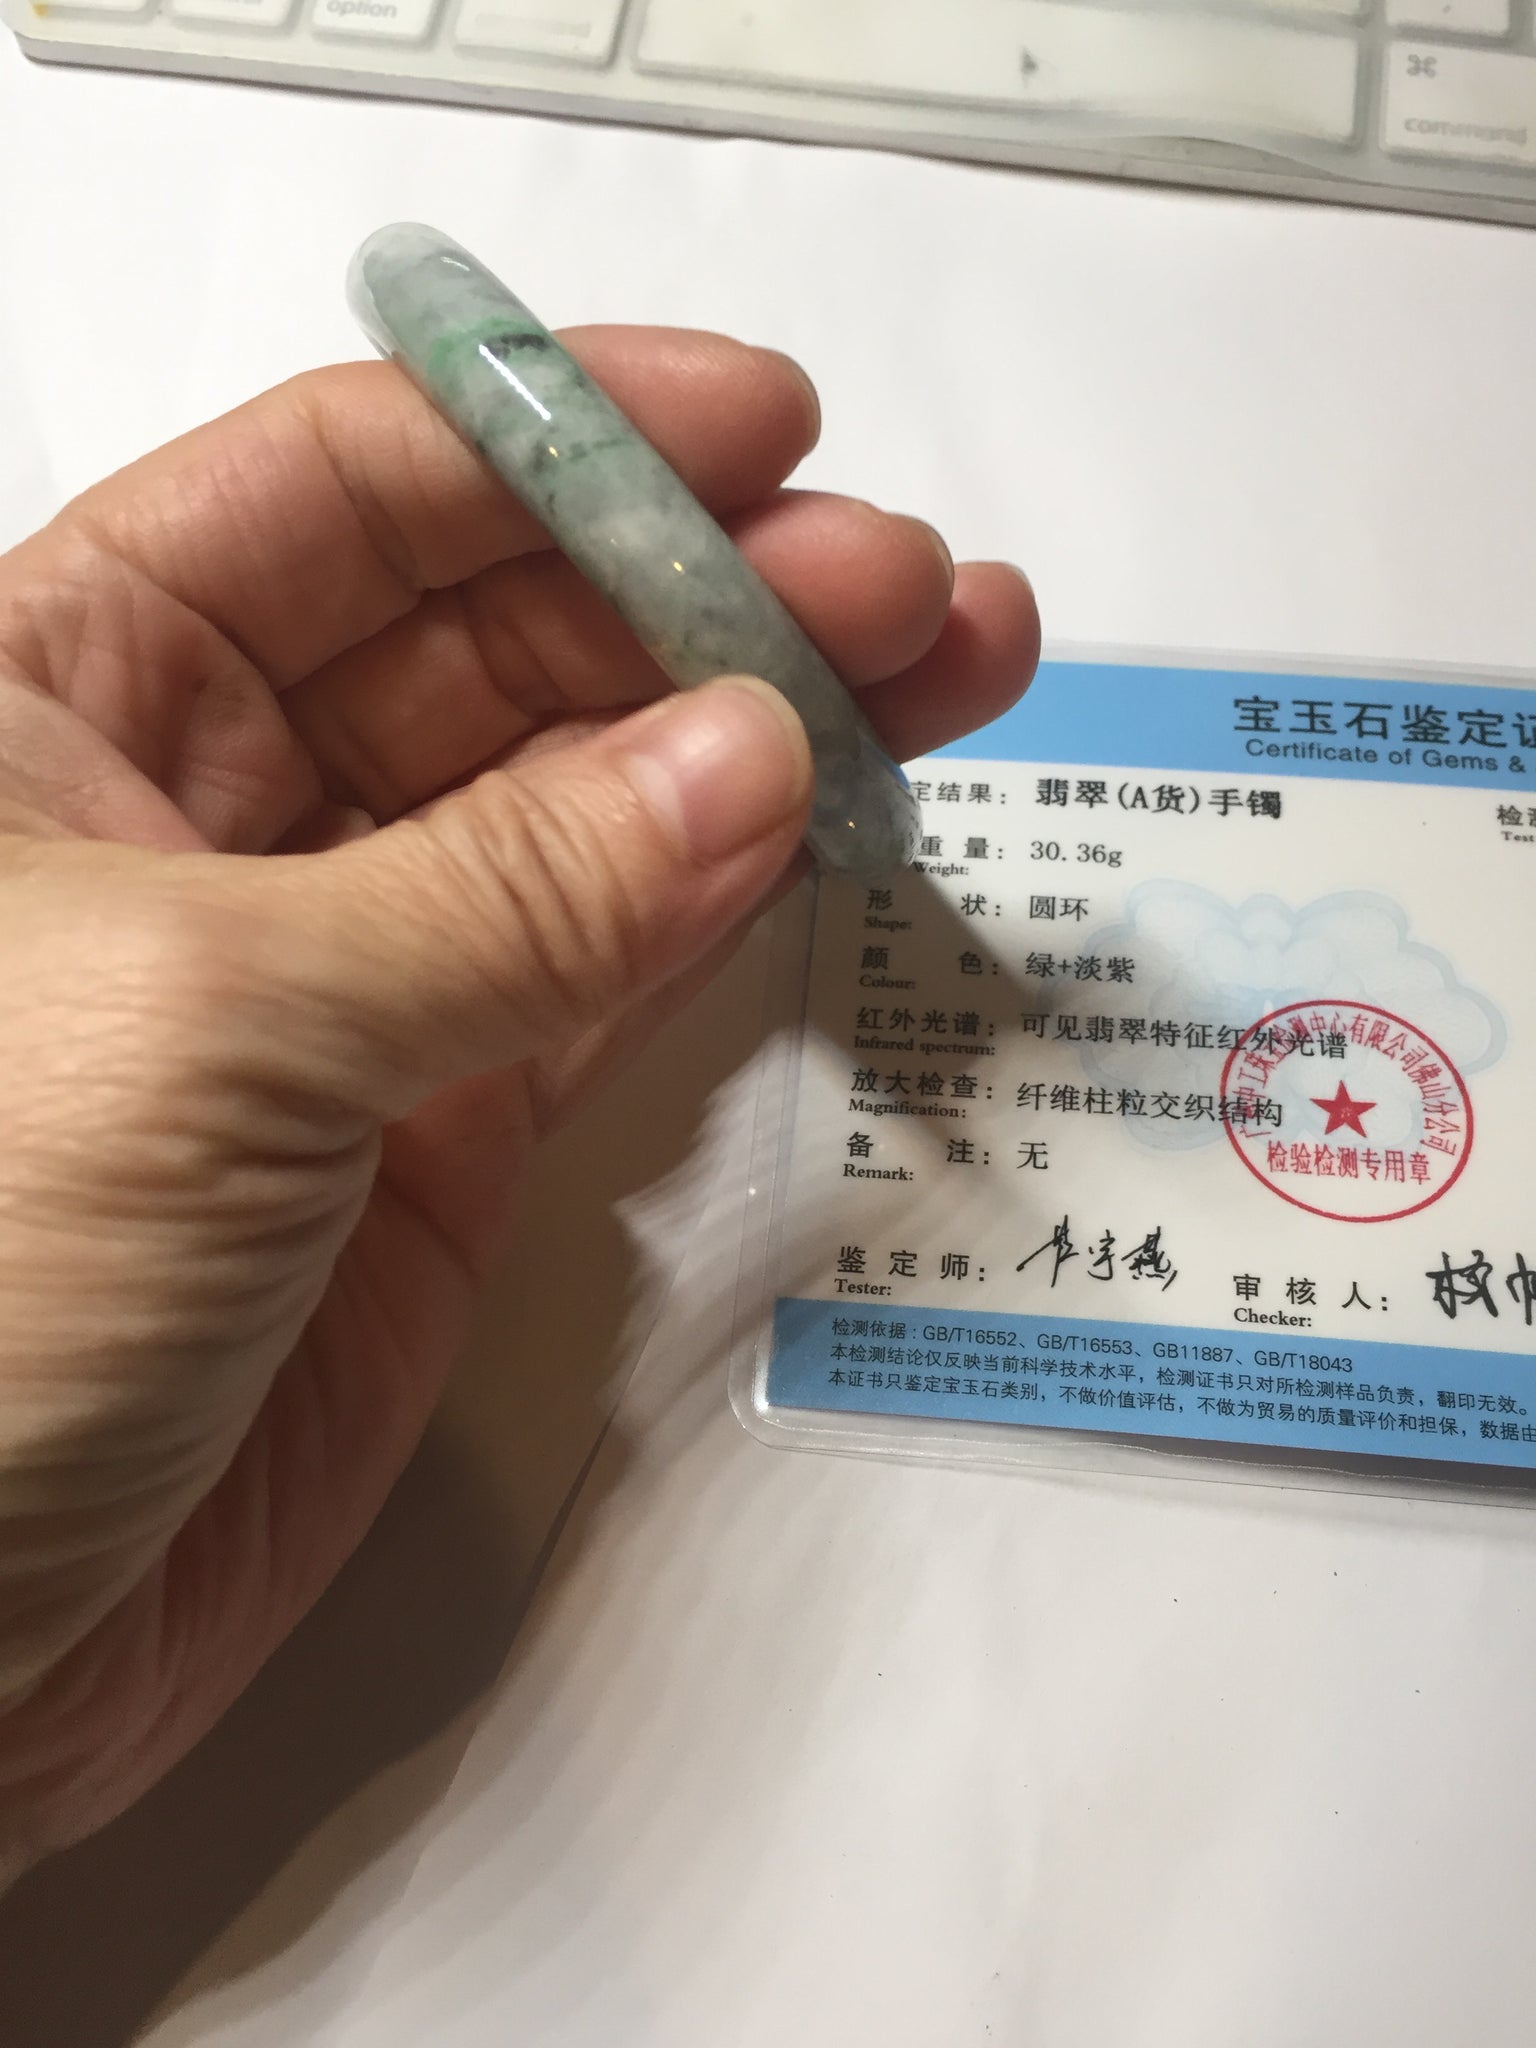 option
command
⌘
command
宝玉石鉴定证
Certificate of Gems &
定结果： 翡翠(A货)手镯
检测
Test
重 量： 30.36g
Weight:
形 状： 圆环
Shape:
颜 色： 绿+淡紫
Colour:
红外光谱： 可见翡翠特征红外光谱
Infrared spectrum:
放大检查： 纤维柱粒交织结构
Magnification:
备 注： 无
Remark:
检验检测专用章
鉴 定 师：
Tester:
审 核 人：
Checker:
检测依据：GB/T16552、GB/T16553、GB11887、GB/T18043
本检测结论仅反映当前科学技术水平，检测证书只对所检测样品负责，翻印无效。
本证书只鉴定宝玉石类别，不做价值评估，不做为贸易的质量评价和担保，数据由